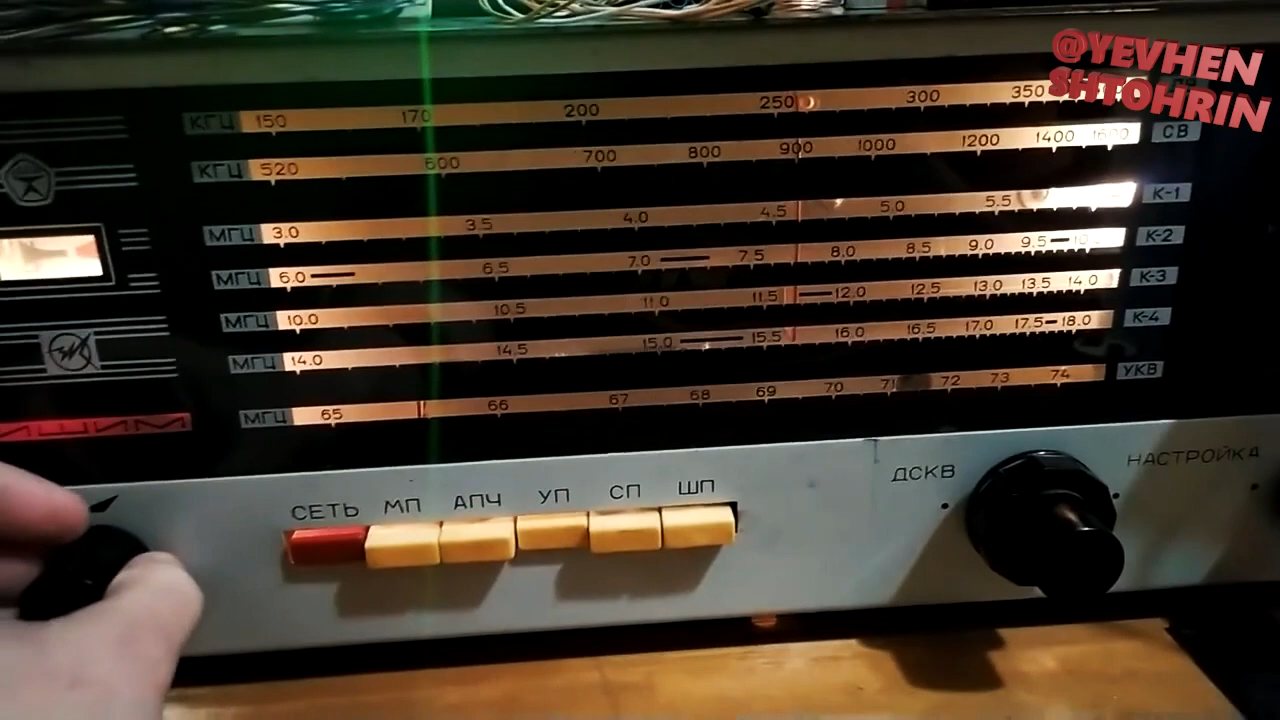 @YEVHEN
SHTOHRIN
КГЦ 150 170 200 250 300 350
КГЦ 520 600 700 800 900 1000 1200 1400 1600 СВ
МГЦ 3.0 3.5 4.0 4.5 5.0 5.5 К-1
МГЦ 6.0 6.5 7.0 7.5 8.0 8.5 9.0 9.5 К-2
МГЦ 10.0 10.5 11.0 11.5 12.0 12.5 13.0 13.5 14.0 К-3
МГЦ 14.0 14.5 15.0 15.5 16.0 16.5 17.0 17.5 18.0 К-4
МГЦ 65 66 67 68 69 70 71 72 73 74 УКВ
ИШИМ
СЕТЬ МП АПЧ УП СП ШП
ДСКВ
НАСТРОЙКА